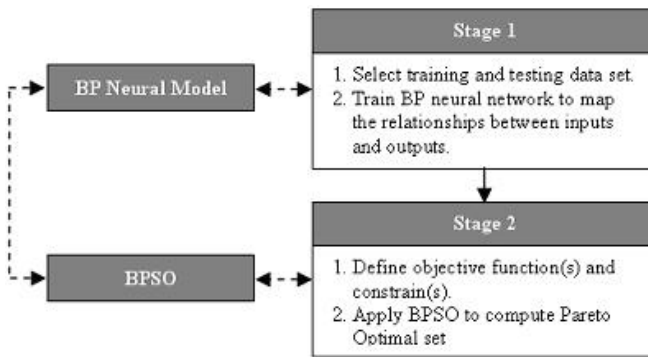 Stage 1
BP Neural Model
1. Select training and testing data set.
2. Train BP neural network to map
the relationships between inputs
and outputs.
Stage 2
BPSO
1. Define objective function(s) and
constrain(s).
2. Apply BPSO to compute Pareto
Optimal set